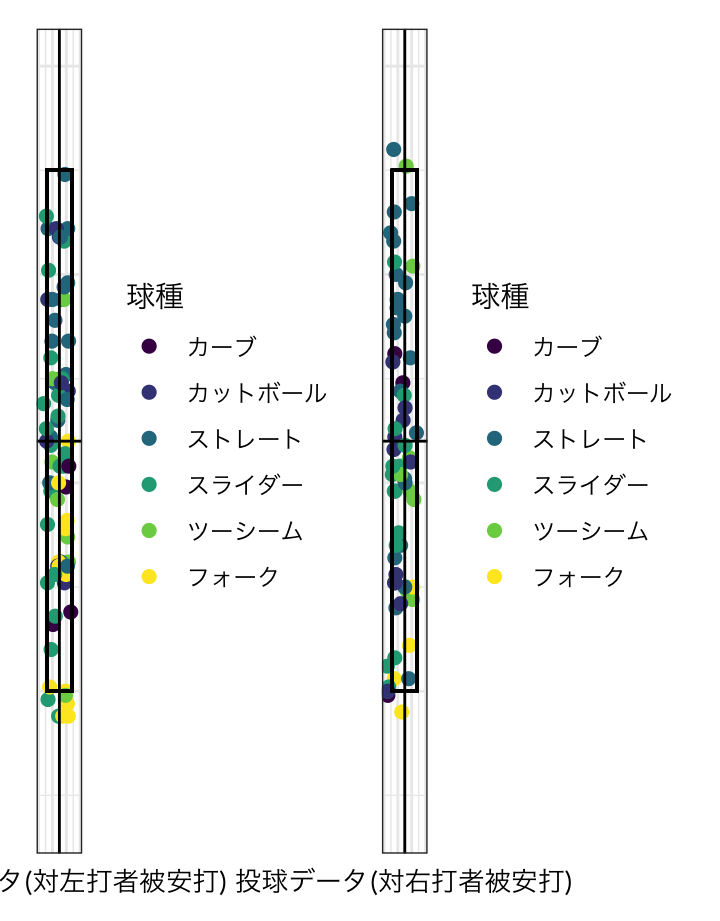 球種
カーブ
カットボール
ストレート
スライダー
ツーシーム
フォーク
球種
カーブ
カットボール
ストレート
スライダー
ツーシーム
フォーク
タ(対左打者被安打) 投球データ(対右打者被安打)